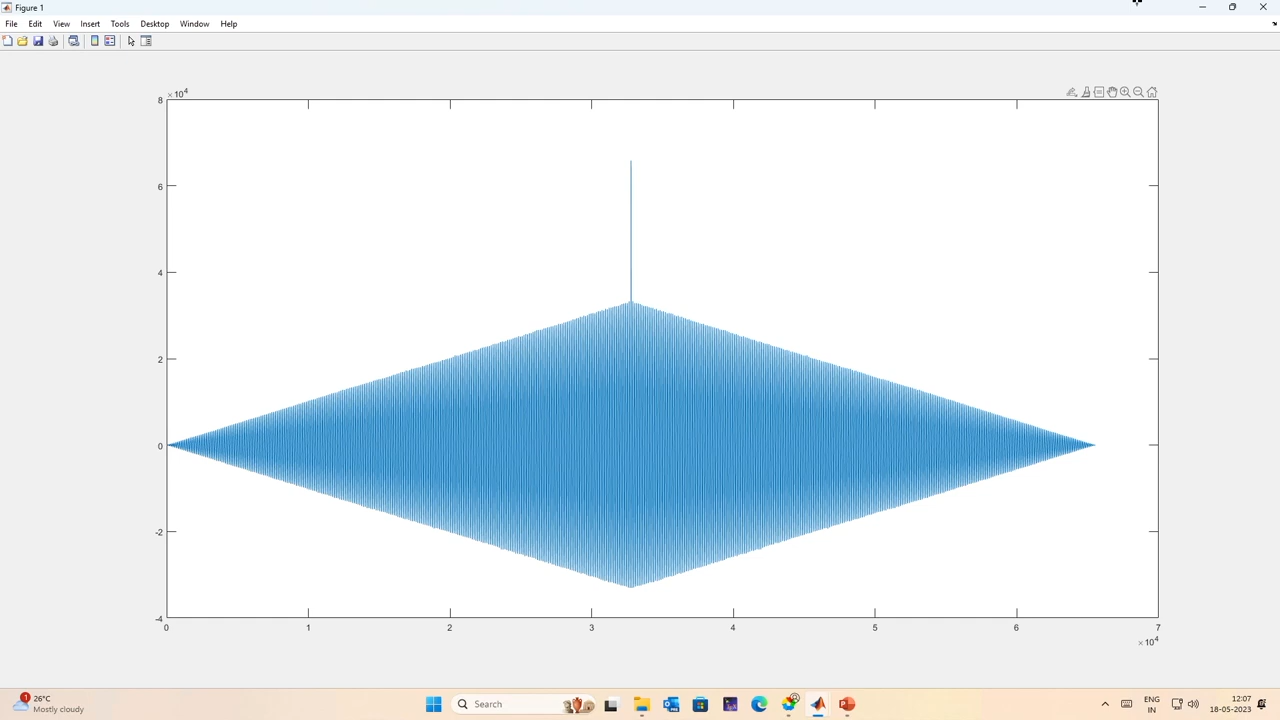 Figure 1
File Edit View Insert Tools Desktop Window Help
×10⁴
8
6
4
2
0
-2
-4
0 1 2 3 4 5 6 7
×10⁴
1
26°C
Mostly cloudy
Search
ENG
IN
12:07
18-05-2023